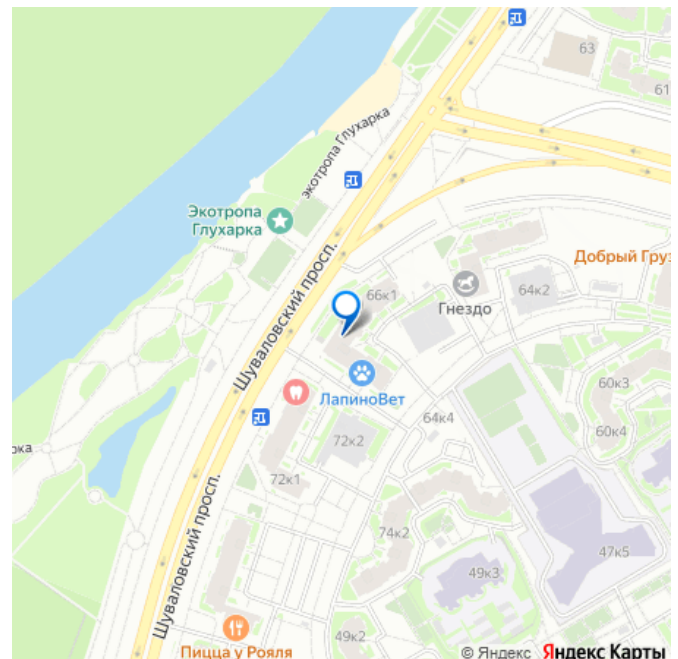 63
61
экотропа Глухарка
Экотропа
Глухарка
Шуваловский просп.
Добрый Груз
66к1
Гнездо
64к2
ЛапиноВет
60к3
64к4
60к4
рка
72к2
72к1
Шуваловский просп.
74к2
47к5
49к3
49к2
Пицца у Рояля
© Яндекс Яндекс Карты